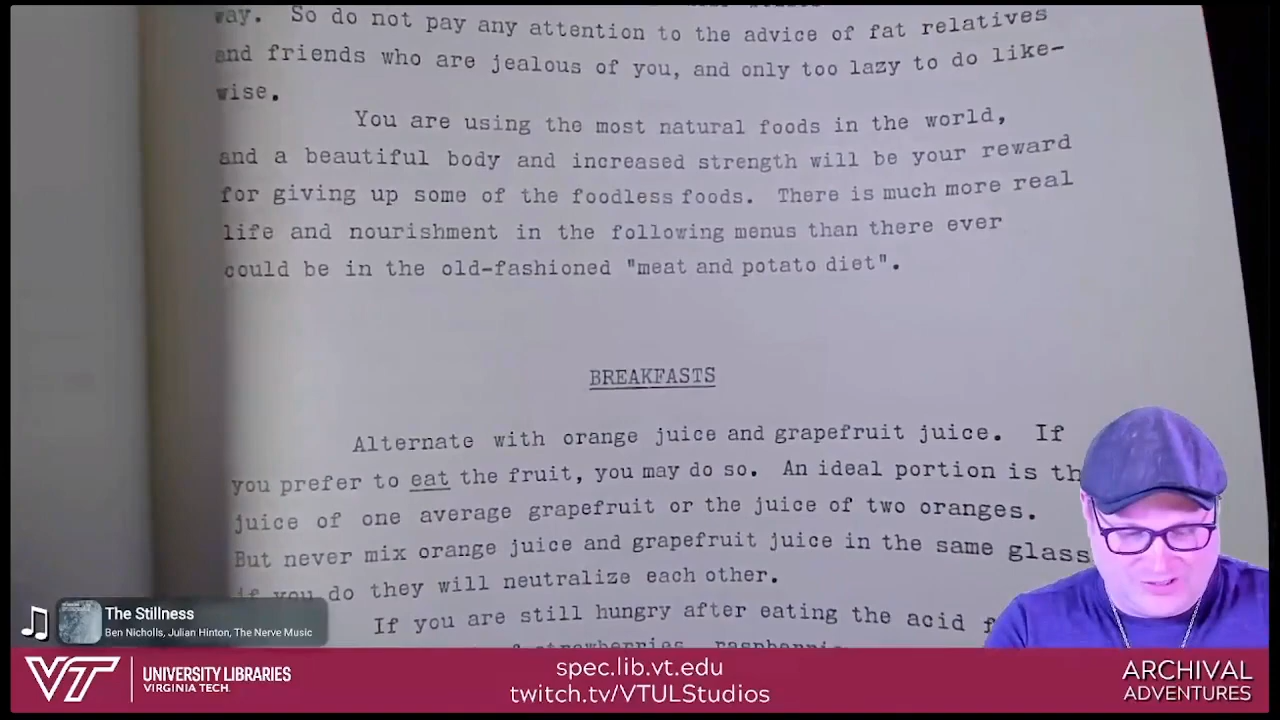 way. So do not pay any attention to the advice of fat relatives
and friends who are jealous of you, and only too lazy to do like-
wise.
You are using the most natural foods in the world,
and a beautiful body and increased strength will be your reward
for giving up some of the foodless foods. There is much more real
life and nourishment in the following menus than there ever
could be in the old-fashioned "meat and potato diet".
BREAKFASTS
Alternate with orange juice and grapefruit juice. If
you prefer to eat the fruit, you may do so. An ideal portion is th
juice of one average grapefruit or the juice of two oranges.
But never mix orange juice and grapefruit juice in the same glass
if you do they will neutralize each other.
If you are still hungry after eating the acid f
strawberries, raspberrie
The Stillness
Ben Nicholls, Julian Hinton, The Nerve Music
VT UNIVERSITY LIBRARIES
VIRGINIA TECH.
spec.lib.vt.edu
twitch.tv/VTULStudios
ARCHIVAL
ADVENTURES